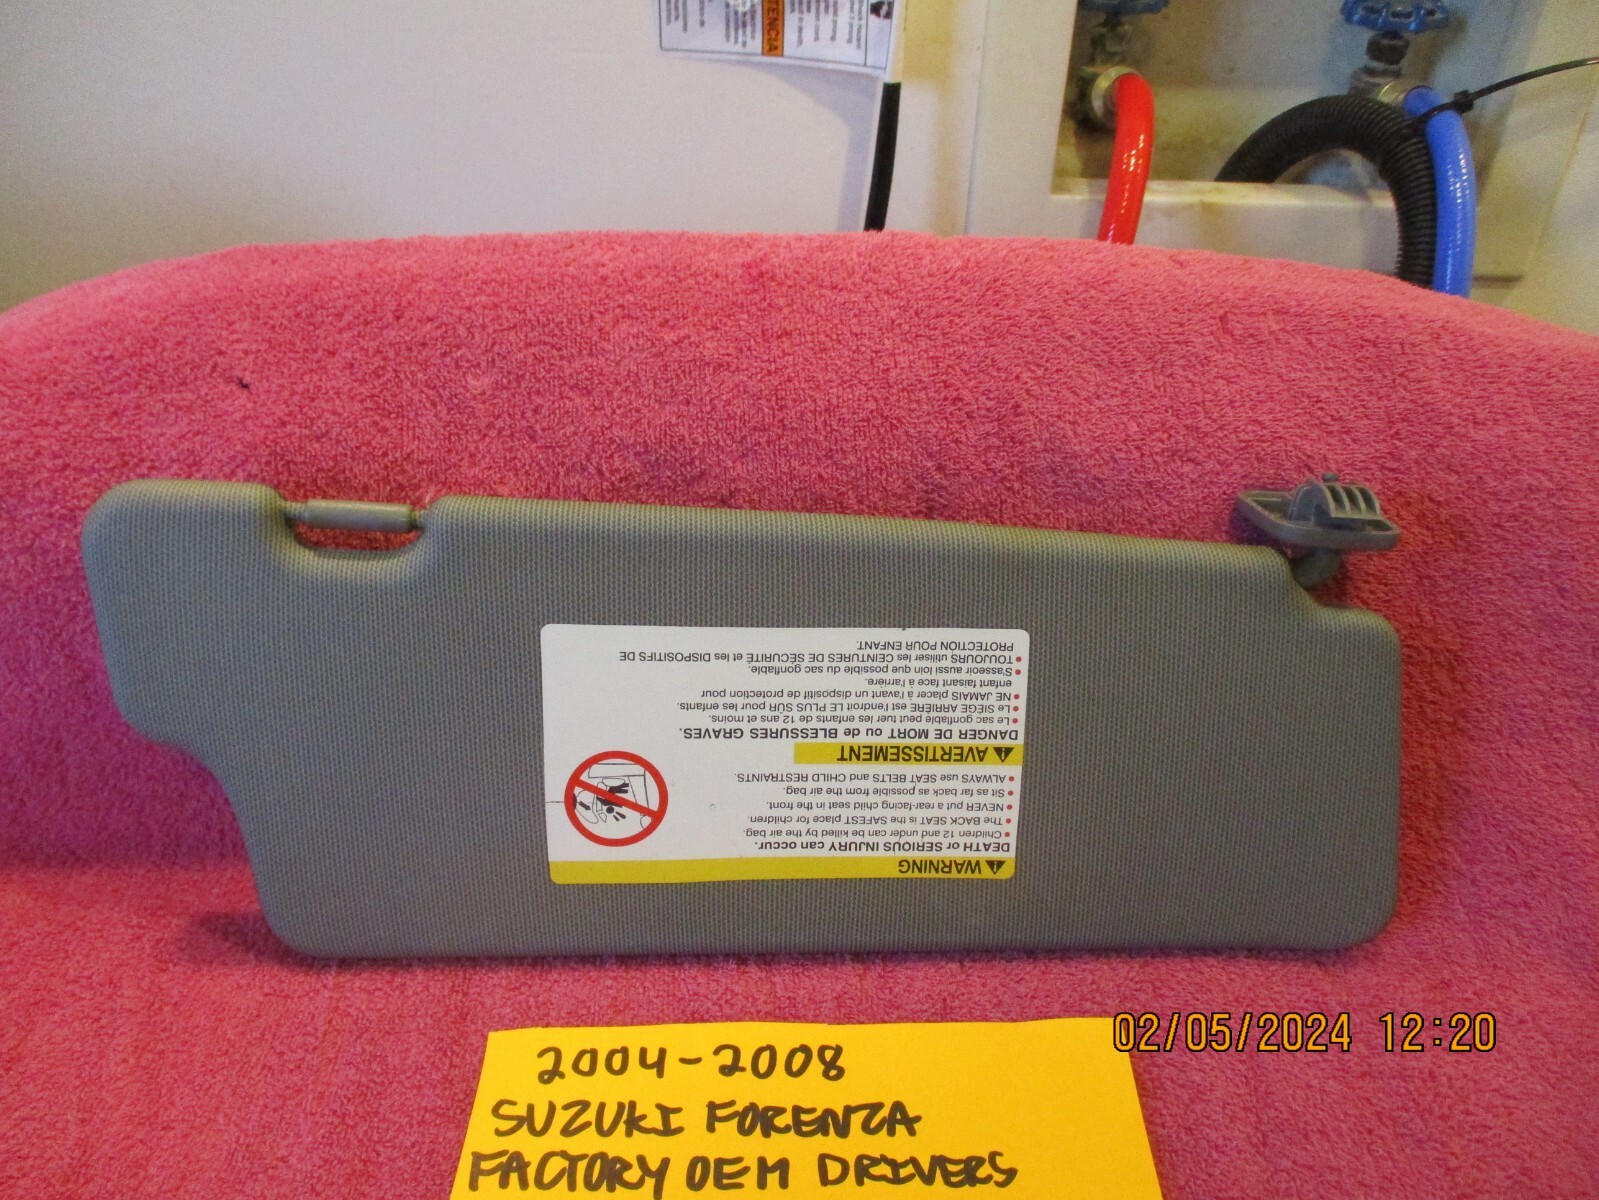 TENCIA
⚠ WARNING
DEATH or SERIOUS INJURY can occur.
• Children 12 and under can be killed by the air bag.
• The BACK SEAT is the SAFEST place for children.
• NEVER put a rear-facing child seat in the front.
• Sit as far back as possible from the air bag.
• ALWAYS use SEAT BELTS and CHILD RESTRAINTS.
⚠ AVERTISSEMENT
DANGER DE MORT ou de BLESSURES GRAVES.
• Le sac gonflable peut tuer les enfants de 12 ans et moins.
• Le SIÈGE ARRIÈRE est l'endroit LE PLUS SÛR pour les enfants.
• NE JAMAIS placer à l'avant un dispositif de protection pour
enfant faisant face à l'arrière.
• S'asseoir aussi loin que possible du sac gonflable.
• TOUJOURS utiliser les CEINTURES DE SÉCURITÉ et les DISPOSITIFS DE
PROTECTION POUR ENFANT.
02/05/2024 12:20
2004-2008
SUZUKI FORENZA
FACTORY OEM DRIVERS